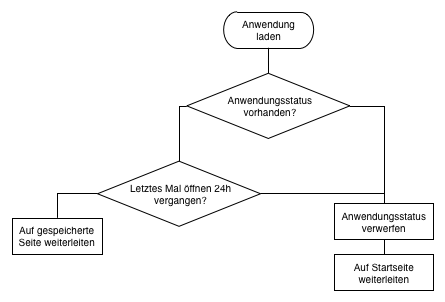 Anwendung
laden
Anwendungsstatus
vorhanden?
Letztes Mal öffnen 24h
vergangen?
Auf gespeicherte
Seite weiterleiten
Anwendungsstatus
verwerfen
Auf Startseite
weiterleiten